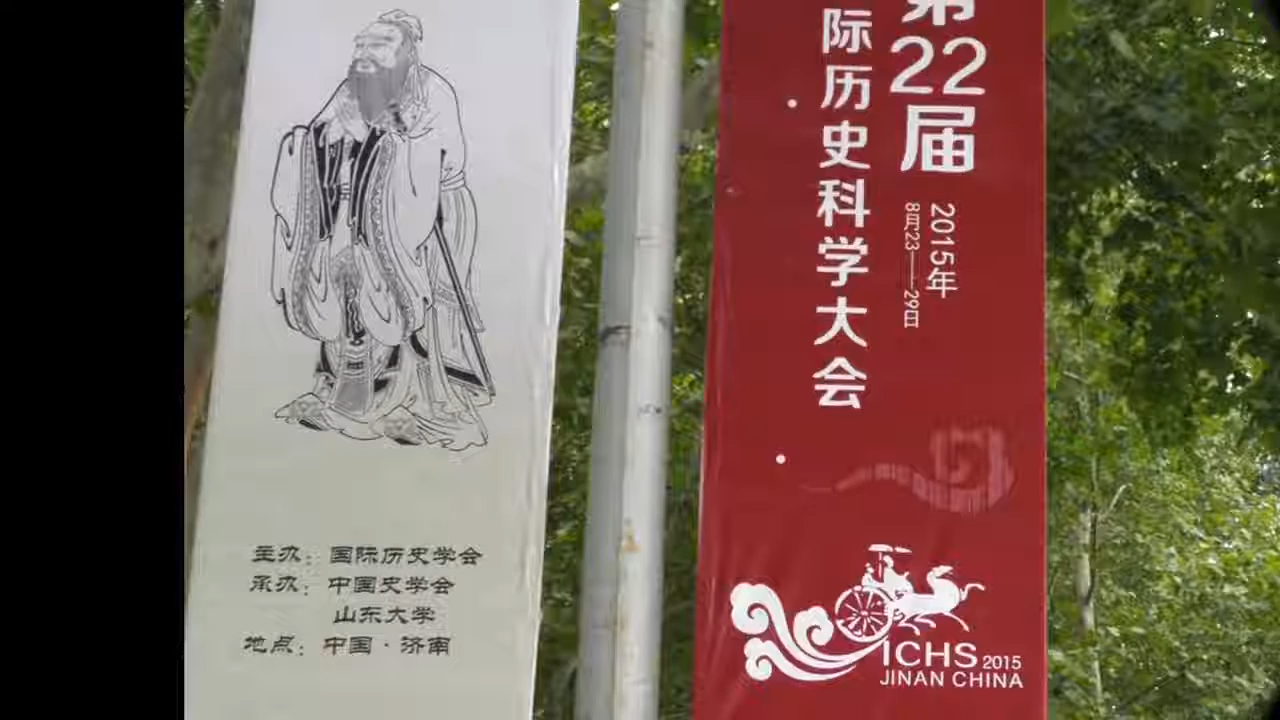 主办：国际历史学会
承办：中国史学会
山东大学
地点：中国·济南
第22届
际历史科学大会
2015年
8月23——29日
ICHS 2015
JINAN CHINA